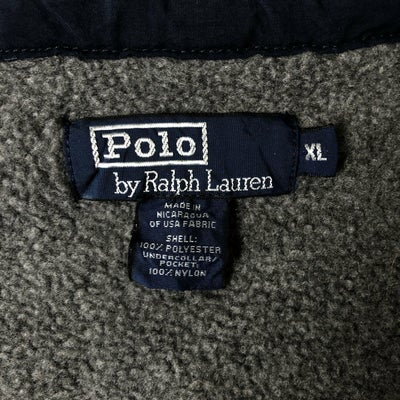 Polo
by Ralph Lauren
XL
MADE IN
NICARAGUA
OF USA FABRIC
SHELL:
100% POLYESTER
UNDERCOLLAR/
POCKET:
100% NYLON